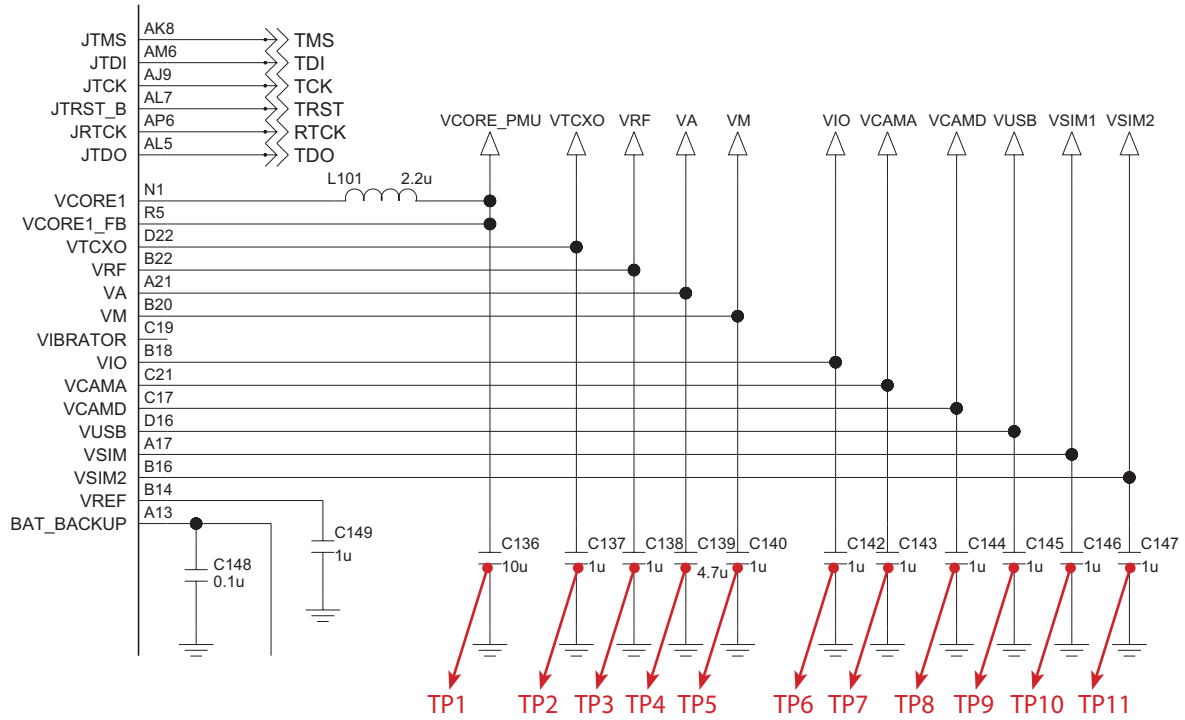 JTMS AK8 TMS
JTDI AM6 TDI
JTCK AJ9 TCK
JTRST_B AL7 TRST
JRTCK AP6 RTCK
JTDO AL5 TDO
VCORE_PMU VTCXO VRF VA VM VIO VCAMA VCAMD VUSB VSIM1 VSIM2
L101 2.2u
VCORE1 N1
VCORE1_FB R5
VTCXO D22
VRF B22
VA A21
VM B20
VIBRATOR C19
VIO B18
VCAMA C21
VCAMD C17
VUSB D16
VSIM A17
VSIM2 B16
VREF B14
BAT_BACKUP A13
C149
1u
C148
0.1u
C136 C137 C138 C139 C140 C142 C143 C144 C145 C146 C147
10u 1u 1u 4.7u 1u 1u 1u 1u 1u 1u 1u
TP1 TP2 TP3 TP4 TP5 TP6 TP7 TP8 TP9 TP10 TP11